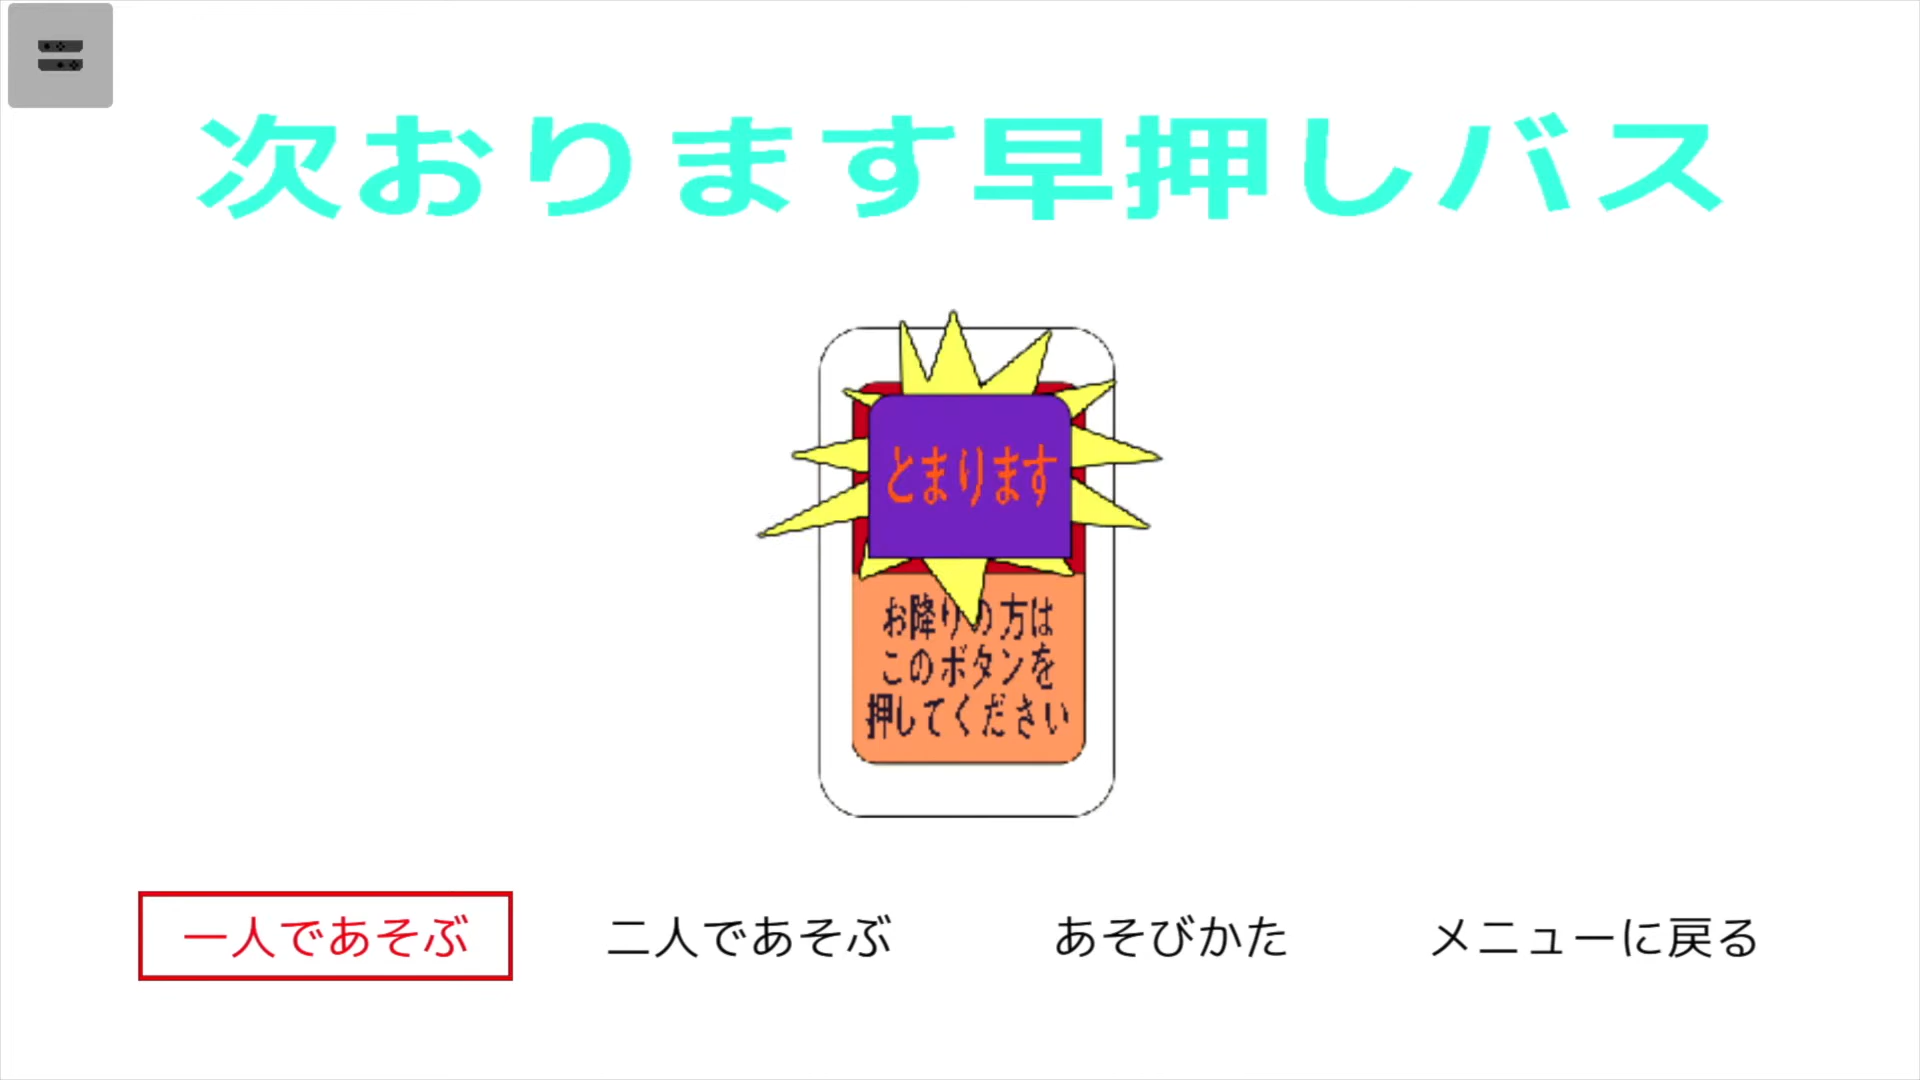 次おります早押しバス
とまります
お降りの方は
このボタンを
押してください
一人であそぶ
二人であそぶ
あそびかた
メニューに戻る